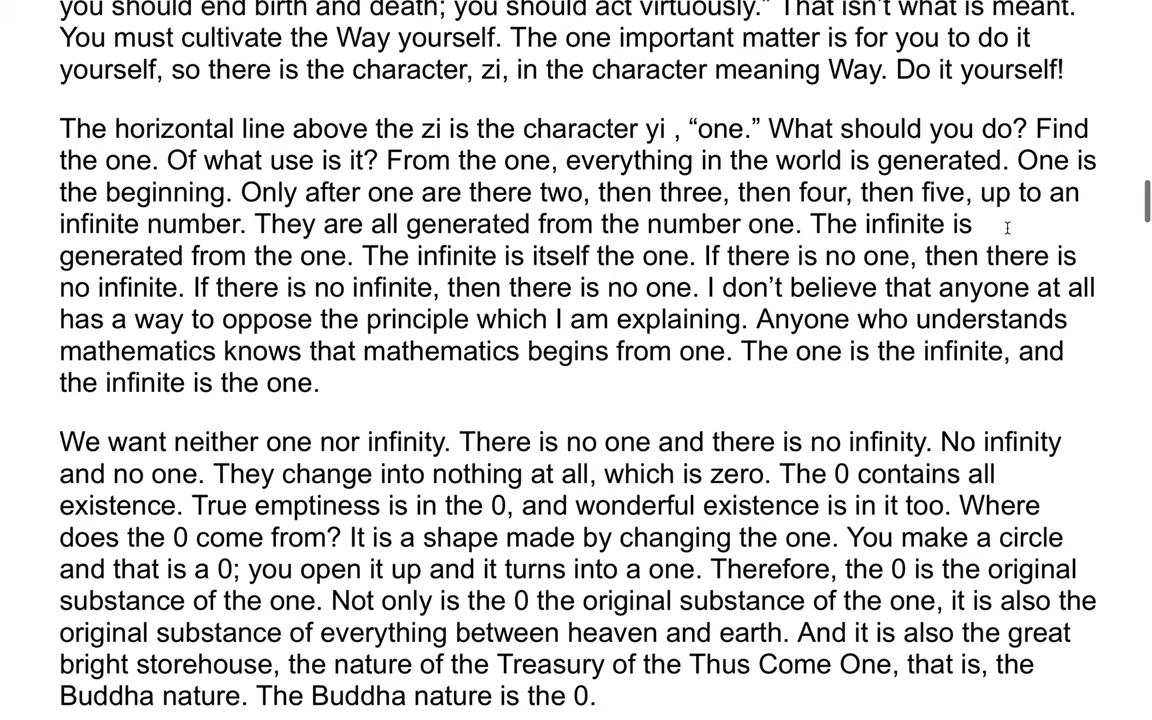 you should end birth and death; you should act virtuously.” That isn’t what is meant.
You must cultivate the Way yourself. The one important matter is for you to do it
yourself, so there is the character, zi, in the character meaning Way. Do it yourself!
The horizontal line above the zi is the character yi , “one.” What should you do? Find
the one. Of what use is it? From the one, everything in the world is generated. One is
the beginning. Only after one are there two, then three, then four, then five, up to an
infinite number. They are all generated from the number one. The infinite is
generated from the one. The infinite is itself the one. If there is no one, then there is
no infinite. If there is no infinite, then there is no one. I don’t believe that anyone at all
has a way to oppose the principle which I am explaining. Anyone who understands
mathematics knows that mathematics begins from one. The one is the infinite, and
the infinite is the one.
We want neither one nor infinity. There is no one and there is no infinity. No infinity
and no one. They change into nothing at all, which is zero. The 0 contains all
existence. True emptiness is in the 0, and wonderful existence is in it too. Where
does the 0 come from? It is a shape made by changing the one. You make a circle
and that is a 0; you open it up and it turns into a one. Therefore, the 0 is the original
substance of the one. Not only is the 0 the original substance of the one, it is also the
original substance of everything between heaven and earth. And it is also the great
bright storehouse, the nature of the Treasury of the Thus Come One, that is, the
Buddha nature. The Buddha nature is the 0.